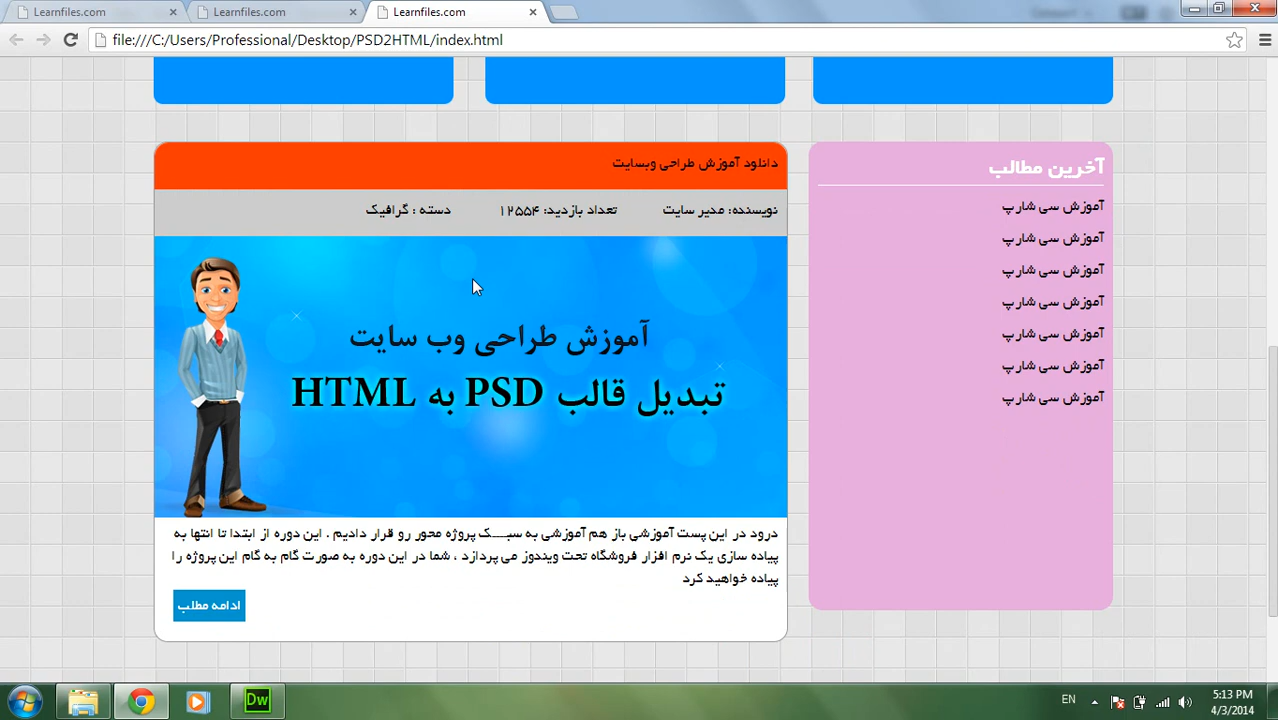 Learnfiles.com
Learnfiles.com
Learnfiles.com
file:///C:/Users/Professional/Desktop/PSD2HTML/index.html
دانلود آموزش طراحی وبسایت
نویسنده: مدیر سایت تعداد بازدید: ۱۲۵۵۴ دسته : گرافیک
آموزش طراحی وب سایت
تبدیل قالب PSD به HTML
درود در این پست آموزشی باز هم آموزشی به سبـــک پروژه محور رو قرار دادیم . این دوره از ابتدا تا انتها به
پیاده سازی یک نرم افزار فروشگاه تحت ویندوز می پردازد ، شما در این دوره به صورت گام به گام این پروژه را
پیاده خواهید کرد
ادامه مطلب
آخرین مطالب
آموزش سی شارپ
آموزش سی شارپ
آموزش سی شارپ
آموزش سی شارپ
آموزش سی شارپ
آموزش سی شارپ
آموزش سی شارپ
Dw
EN
5:13 PM
4/3/2014